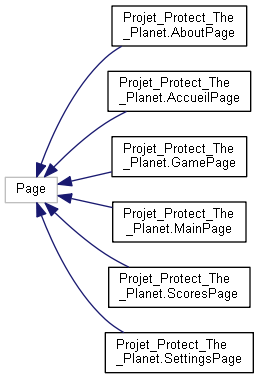 Projet_Protect_The
_Planet.AboutPage
Projet_Protect_The
_Planet.AccueilPage
Projet_Protect_The
_Planet.GamePage
Page
Projet_Protect_The
_Planet.MainPage
Projet_Protect_The
_Planet.ScoresPage
Projet_Protect_The
_Planet.SettingsPage